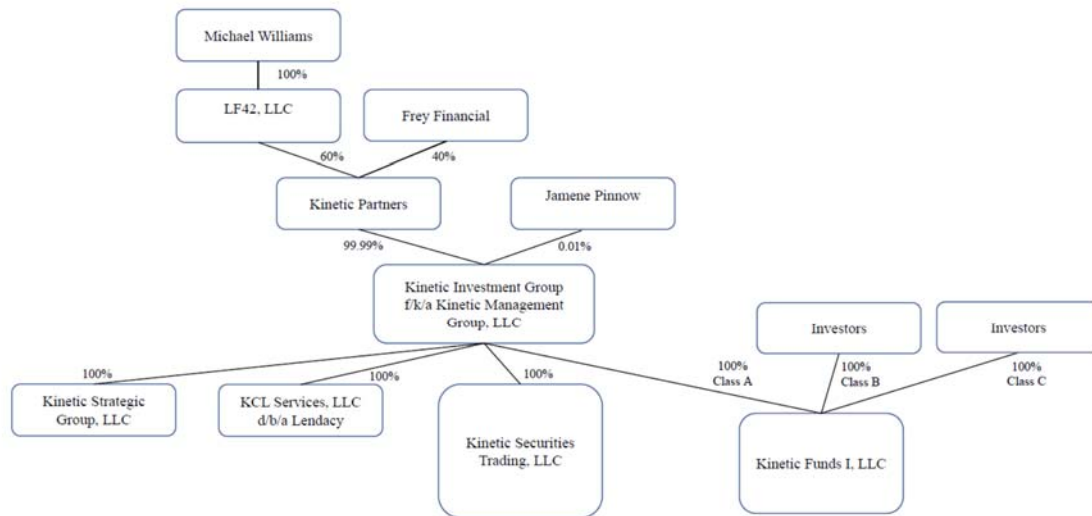 Michael Williams
100%
LF42, LLC
Frey Financial
60%
40%
Kinetic Partners
Jamene Pinnow
99.99%
0.01%
Kinetic Investment Group
f/k/a Kinetic Management
Group, LLC
Investors
Investors
100%
100%
100%
100%
Class A
100%
Class B
100%
Class C
Kinetic Strategic
Group, LLC
KCL Services, LLC
d/b/a Lendacy
Kinetic Securities
Trading, LLC
Kinetic Funds I, LLC